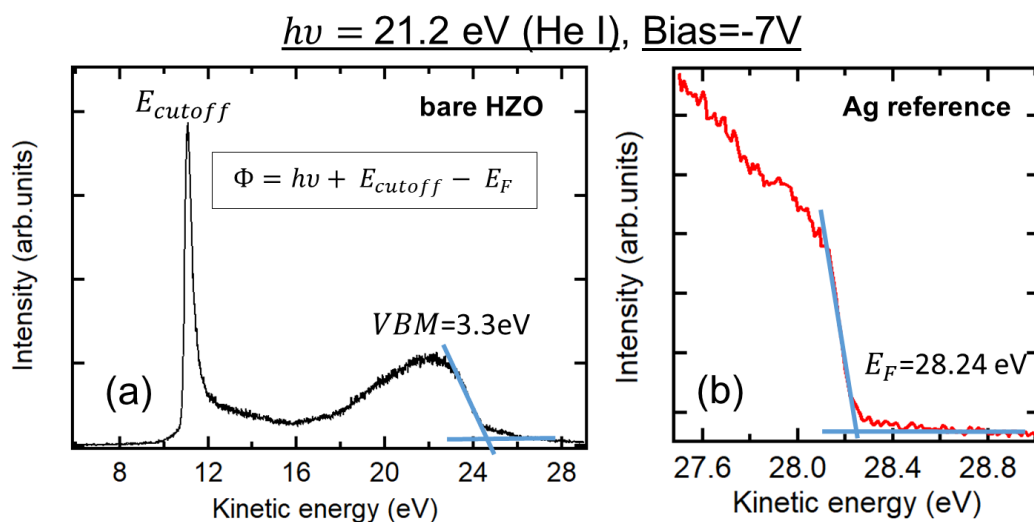 hυ = 21.2 eV (He I), Bias=-7V
E_cutoff
bare HZO
Φ = hυ + E_cutoff − E_F
VBM=3.3eV
(a)
Intensity (arb.units)
8 12 16 20 24 28
Kinetic energy (eV)
Ag reference
E_F=28.24 eV
(b)
Intensity (arb.units)
27.6 28.0 28.4 28.8
Kinetic energy (eV)